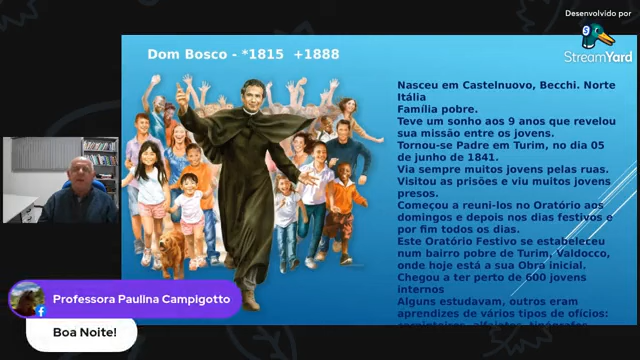 Desenvolvido por
StreamYard
Dom Bosco - *1815  +1888
Nasceu em Castelnuovo, Becchi. Norte
Itália
Família pobre.
Teve um sonho aos 9 anos que revelou
sua missão entre os jovens.
Tornou-se Padre em Turim, no dia 05
de junho de 1841.
Via sempre muitos jovens pelas ruas.
Visitou as prisões e viu muitos jovens
presos.
Começou a reuni-los no Oratório aos
domingos e depois nos dias festivos e
por fim todos os dias.
Este Oratório Festivo se estabeleceu
num bairro pobre de Turim, Valdocco,
onde hoje está a sua Obra inicial.
Chegou a ter perto de 600 jovens
internos
Alguns estudavam, outros eram
aprendizes de vários tipos de ofícios:
carpinteiros, alfaiates, tipógrafos
Professora Paulina Campigotto
Boa Noite!